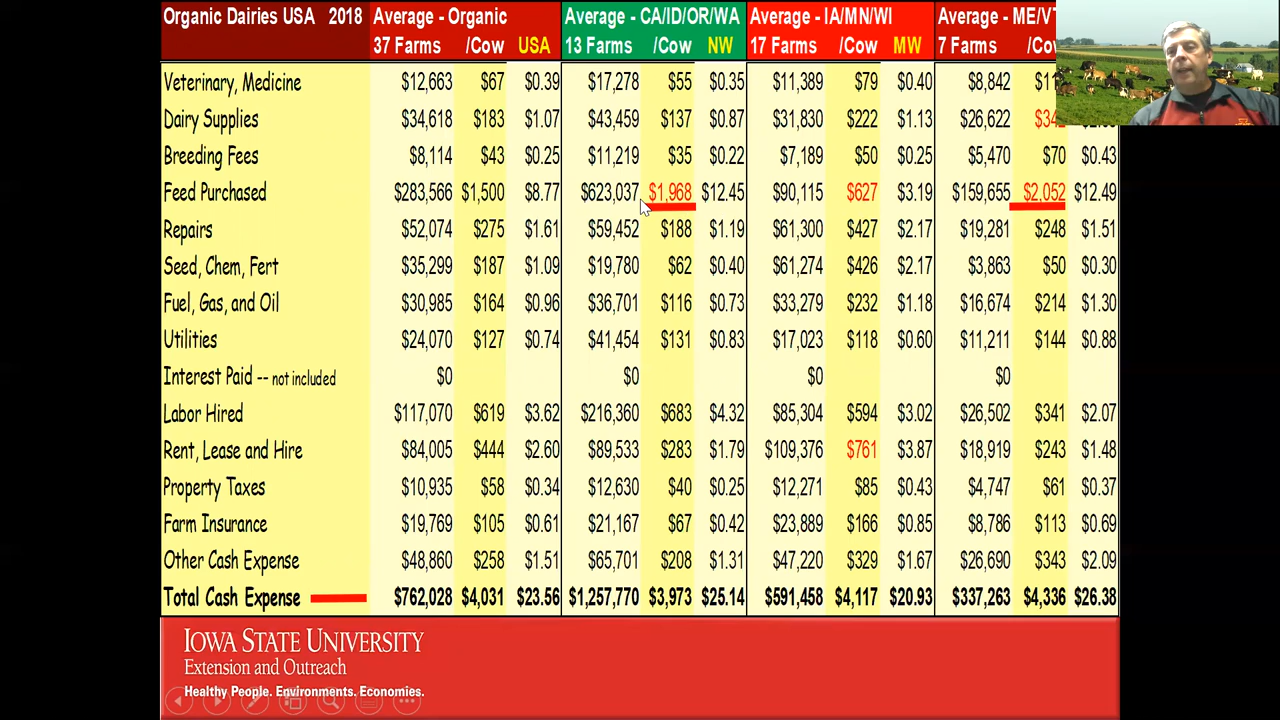 Organic Dairies USA 2018 Average - Organic Average - CA/ID/OR/WA Average - IA/MN/WI Average - ME/VT
37 Farms /Cow USA 13 Farms /Cow NW 17 Farms /Cow MW 7 Farms
Veterinary, Medicine $12,663 $67 $0.39 $17,278 $55 $0.35 $11,389 $79 $0.40 $8,842
Dairy Supplies $34,618 $183 $1.07 $43,459 $137 $0.87 $31,830 $222 $1.13 $26,622
Breeding Fees $8,114 $43 $0.25 $11,219 $35 $0.22 $7,189 $50 $0.25 $5,470 $70 $0.43
Feed Purchased $283,566 $1,500 $8.77 $623,037 $1,968 $12.45 $90,115 $627 $3.19 $159,655 $2,052 $12.49
Repairs $52,074 $275 $1.61 $59,452 $188 $1.19 $61,300 $427 $2.17 $19,281 $248 $1.51
Seed, Chem, Fert $35,299 $187 $1.09 $19,780 $62 $0.40 $61,274 $426 $2.17 $3,863 $50 $0.30
Fuel, Gas, and Oil $30,985 $164 $0.96 $36,701 $116 $0.73 $33,279 $232 $1.18 $16,674 $214 $1.30
Utilities $24,070 $127 $0.74 $41,454 $131 $0.83 $17,023 $118 $0.60 $11,211 $144 $0.88
Interest Paid -- not included $0 $0 $0 $0
Labor Hired $117,070 $619 $3.62 $216,360 $683 $4.32 $85,304 $594 $3.02 $26,502 $341 $2.07
Rent, Lease and Hire $84,005 $444 $2.60 $89,533 $283 $1.79 $109,376 $761 $3.87 $18,919 $243 $1.48
Property Taxes $10,935 $58 $0.34 $12,630 $40 $0.25 $12,271 $85 $0.43 $4,747 $61 $0.37
Farm Insurance $19,769 $105 $0.61 $21,167 $67 $0.42 $23,889 $166 $0.85 $8,786 $113 $0.69
Other Cash Expense $48,860 $258 $1.51 $65,701 $208 $1.31 $47,220 $329 $1.67 $26,690 $343 $2.09
Total Cash Expense $762,028 $4,031 $23.56 $1,257,770 $3,973 $25.14 $591,458 $4,117 $20.93 $337,263 $4,336 $26.38
IOWA STATE UNIVERSITY
Extension and Outreach
Healthy People. Environments. Economies.